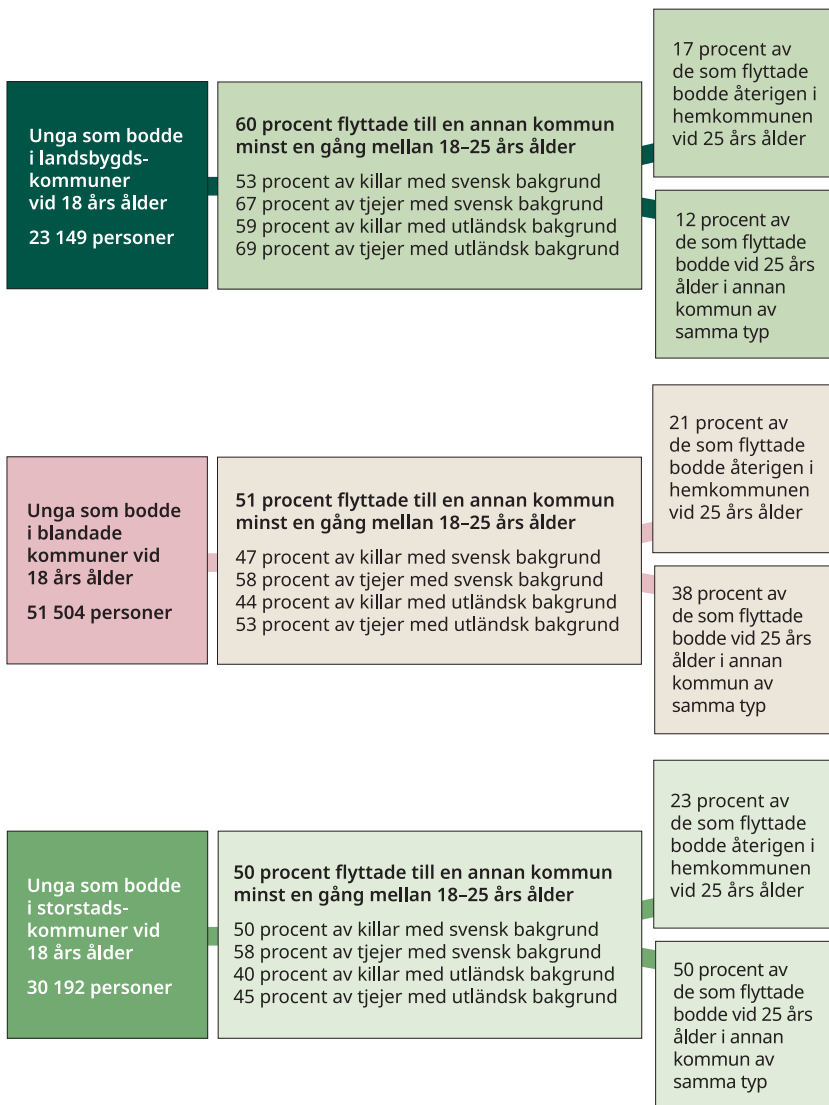 Unga som bodde
i landsbygds-
kommuner
vid 18 års ålder
23 149 personer
60 procent flyttade till en annan kommun
minst en gång mellan 18–25 års ålder
53 procent av killar med svensk bakgrund
67 procent av tjejer med svensk bakgrund
59 procent av killar med utländsk bakgrund
69 procent av tjejer med utländsk bakgrund
17 procent av
de som flyttade
bodde återigen i
hemkommunen
vid 25 års ålder
12 procent av
de som flyttade
bodde vid 25 års
ålder i annan
kommun av
samma typ
Unga som bodde
i blandade
kommuner vid
18 års ålder
51 504 personer
51 procent flyttade till en annan kommun
minst en gång mellan 18–25 års ålder
47 procent av killar med svensk bakgrund
58 procent av tjejer med svensk bakgrund
44 procent av killar med utländsk bakgrund
53 procent av tjejer med utländsk bakgrund
21 procent av
de som flyttade
bodde återigen i
hemkommunen
vid 25 års ålder
38 procent av
de som flyttade
bodde vid 25 års
ålder i annan
kommun av
samma typ
Unga som bodde
i storstads-
kommuner vid
18 års ålder
30 192 personer
50 procent flyttade till en annan kommun
minst en gång mellan 18–25 års ålder
50 procent av killar med svensk bakgrund
58 procent av tjejer med svensk bakgrund
40 procent av killar med utländsk bakgrund
45 procent av tjejer med utländsk bakgrund
23 procent av
de som flyttade
bodde återigen i
hemkommunen
vid 25 års ålder
50 procent av
de som flyttade
bodde vid 25 års
ålder i annan
kommun av
samma typ